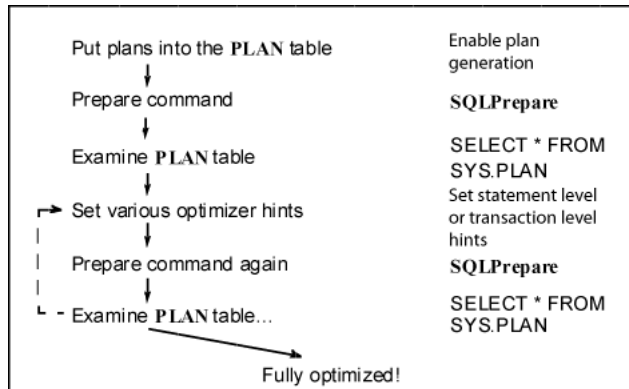 Put plans into the PLAN table
Enable plan
generation
Prepare command
SQLPrepare
Examine PLAN table
SELECT * FROM
SYS.PLAN
Set various optimizer hints
Set statement level
or transaction level
hints
Prepare command again
SQLPrepare
Examine PLAN table...
SELECT * FROM
SYS.PLAN
Fully optimized!